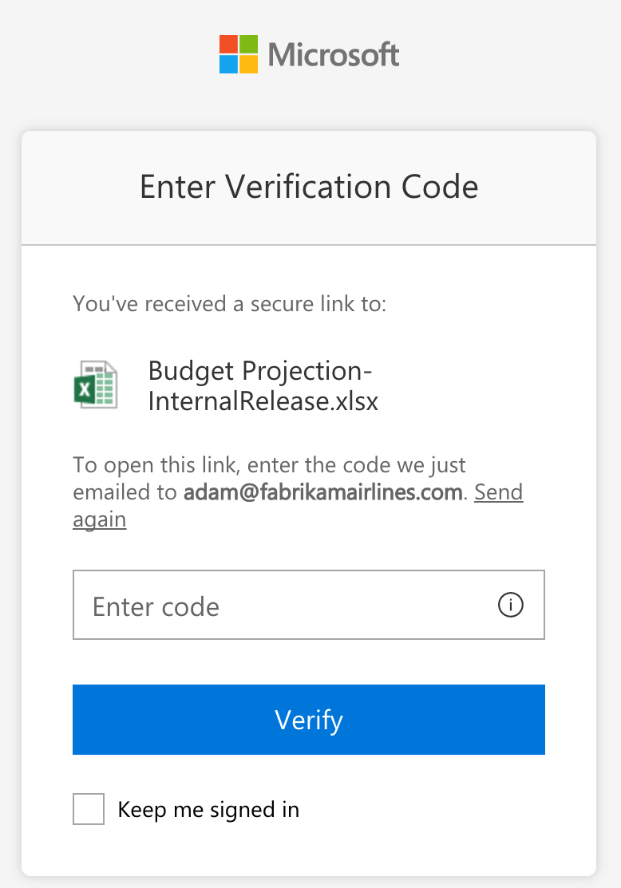 Microsoft
Enter Verification Code
You've received a secure link to:
Budget Projection-
InternalRelease.xlsx
To open this link, enter the code we just
emailed to adam@fabrikamairlines.com. Send
again
Enter code
Verify
Keep me signed in